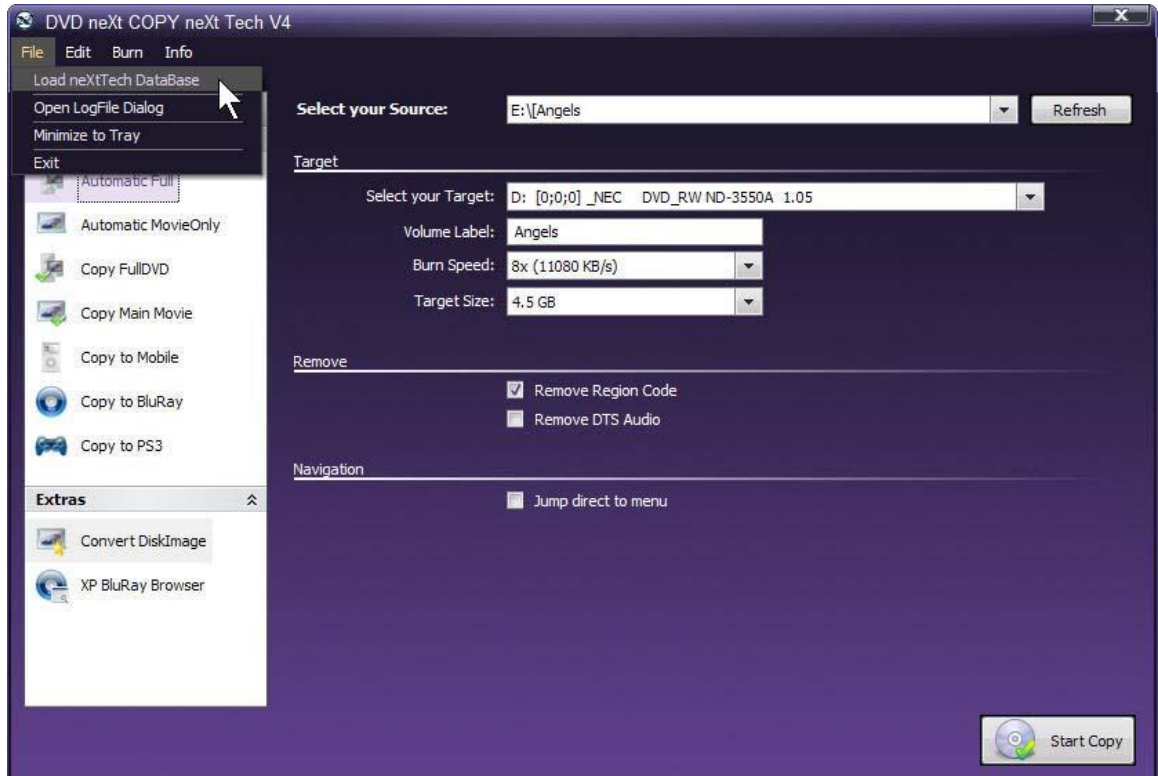 DVD neXt COPY neXt Tech V4
X
File Edit Burn Info
Load neXtTech DataBase
Open LogFile Dialog
Minimize to Tray
Exit
Automatic Full
Automatic MovieOnly
Copy FullDVD
Copy Main Movie
Copy to Mobile
Copy to BluRay
Copy to PS3
Extras
Convert DiskImage
XP BluRay Browser
Select your Source: E:\[Angels Refresh
Target
Select your Target: D: [0;0;0] _NEC DVD_RW ND-3550A 1.05
Volume Label: Angels
Burn Speed: 8x (11080 KB/s)
Target Size: 4.5 GB
Remove
Remove Region Code
Remove DTS Audio
Navigation
Jump direct to menu
Start Copy